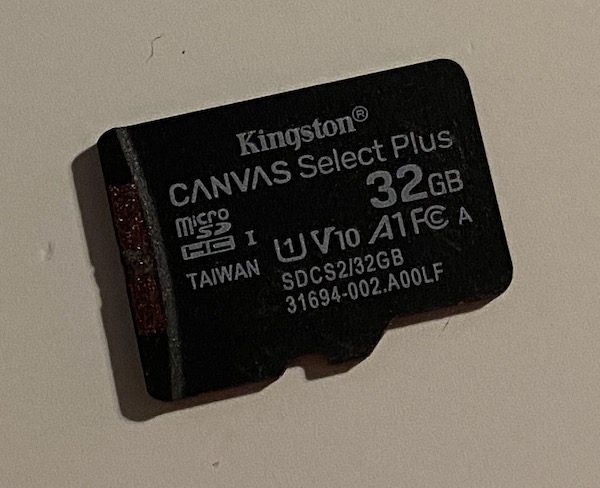 Kingston®
CANVAS Select Plus
32GB
Micro SD HC I U1 V10 A1 FC A
TAIWAN SDCS2/32GB
31694-002.A00LF